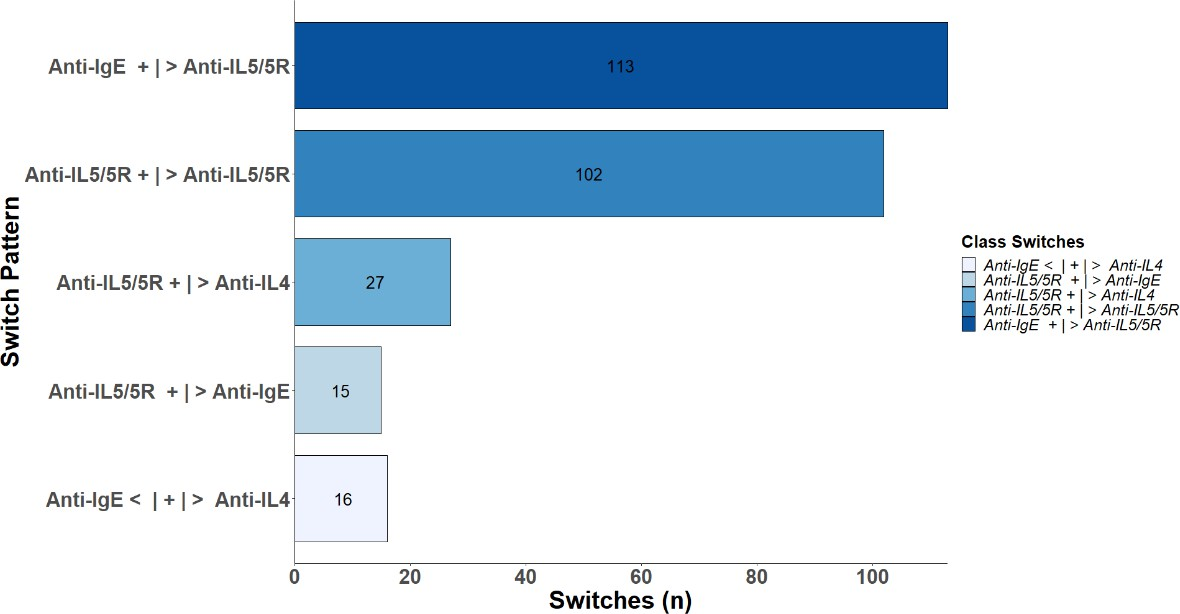 Anti-IgE  + | > Anti-IL5/5R
113
Anti-IL5/5R + | > Anti-IL5/5R
102
Anti-IL5/5R + | > Anti-IL4
27
Anti-IL5/5R  + | > Anti-IgE
15
Anti-IgE <  | + | >  Anti-IL4
16
Switch Pattern
0 20 40 60 80 100
Switches (n)
Class Switches
Anti-IgE <  | + | >  Anti-IL4
Anti-IL5/5R  + | > Anti-IgE
Anti-IL5/5R + | > Anti-IL4
Anti-IL5/5R + | > Anti-IL5/5R
Anti-IgE  + | > Anti-IL5/5R